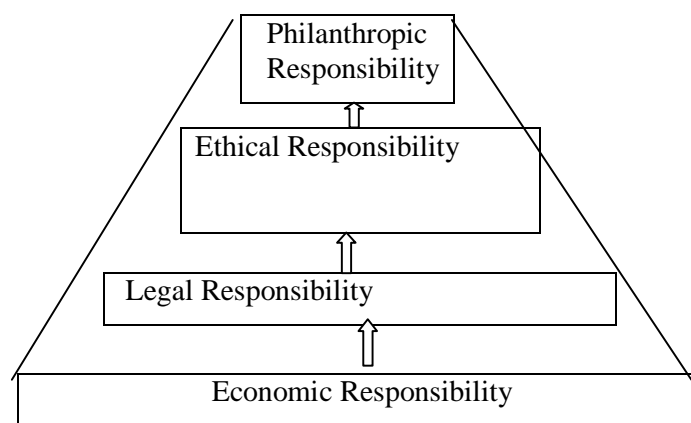 Philanthropic
Responsibility
Ethical Responsibility
Legal Responsibility
Economic Responsibility